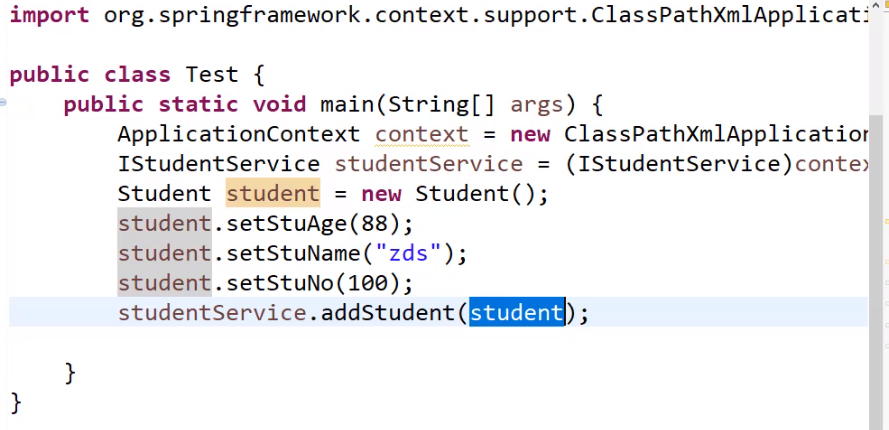 import org.springframework.context.support.ClassPathXmlApplicati
public class Test {
public static void main(String[] args) {
ApplicationContext context = new ClassPathXmlApplication
IStudentService studentService = (IStudentService)conte
Student student = new Student();
student.setStuAge(88);
student.setStuName("zds");
student.setStuNo(100);
studentService.addStudent(student);
}
}